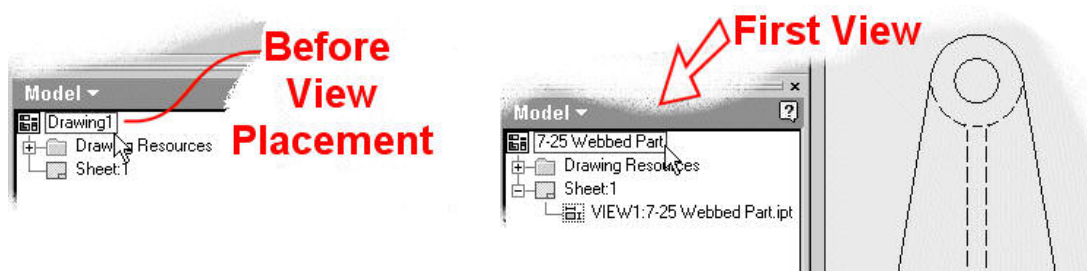 Before
View
Placement
Model
Drawing1
Drawing Resources
Sheet:1
First View
Model
7-25 Webbed Part
Drawing Resources
Sheet:1
VIEW1:7-25 Webbed Part.ipt